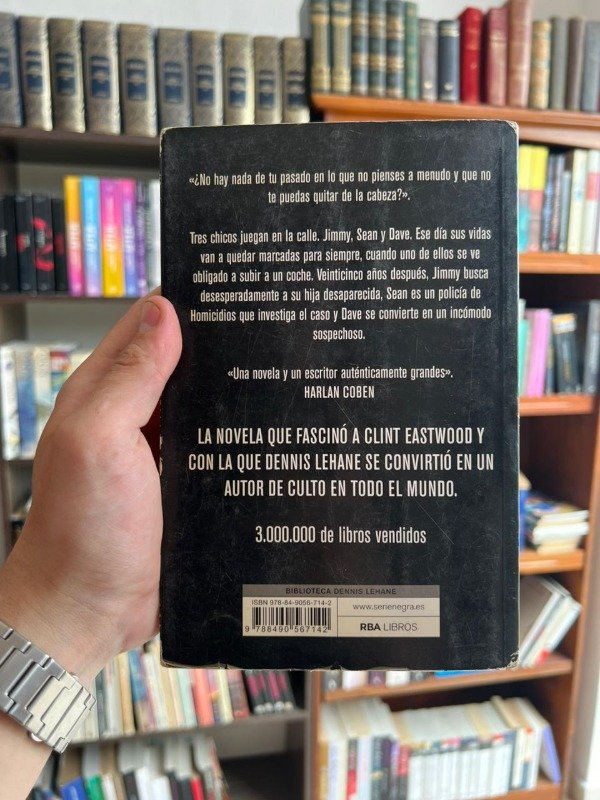 «¿No hay nada de tu pasado en lo que no pienses a menudo y que no
te puedas quitar de la cabeza?».
Tres chicos juegan en la calle. Jimmy, Sean y Dave. Ese día sus vidas
van a quedar marcadas para siempre, cuando uno de ellos se ve
obligado a subir a un coche. Veinticinco años después, Jimmy busca
desesperadamente a su hija desaparecida, Sean es un policía de
Homicidios que investiga el caso y Dave se convierte en un incómodo
sospechoso.
«Una novela y un escritor auténticamente grandes».
HARLAN COBEN
LA NOVELA QUE FASCINÓ A CLINT EASTWOOD Y
CON LA QUE DENNIS LEHANE SE CONVIRTIÓ EN UN
AUTOR DE CULTO EN TODO EL MUNDO.
3.000.000 de libros vendidos
BIBLIOTECA DENNIS LEHANE
ISBN 978-84-9056-714-2
9 788490 567142
www.serienegra.es
RBA LIBROS